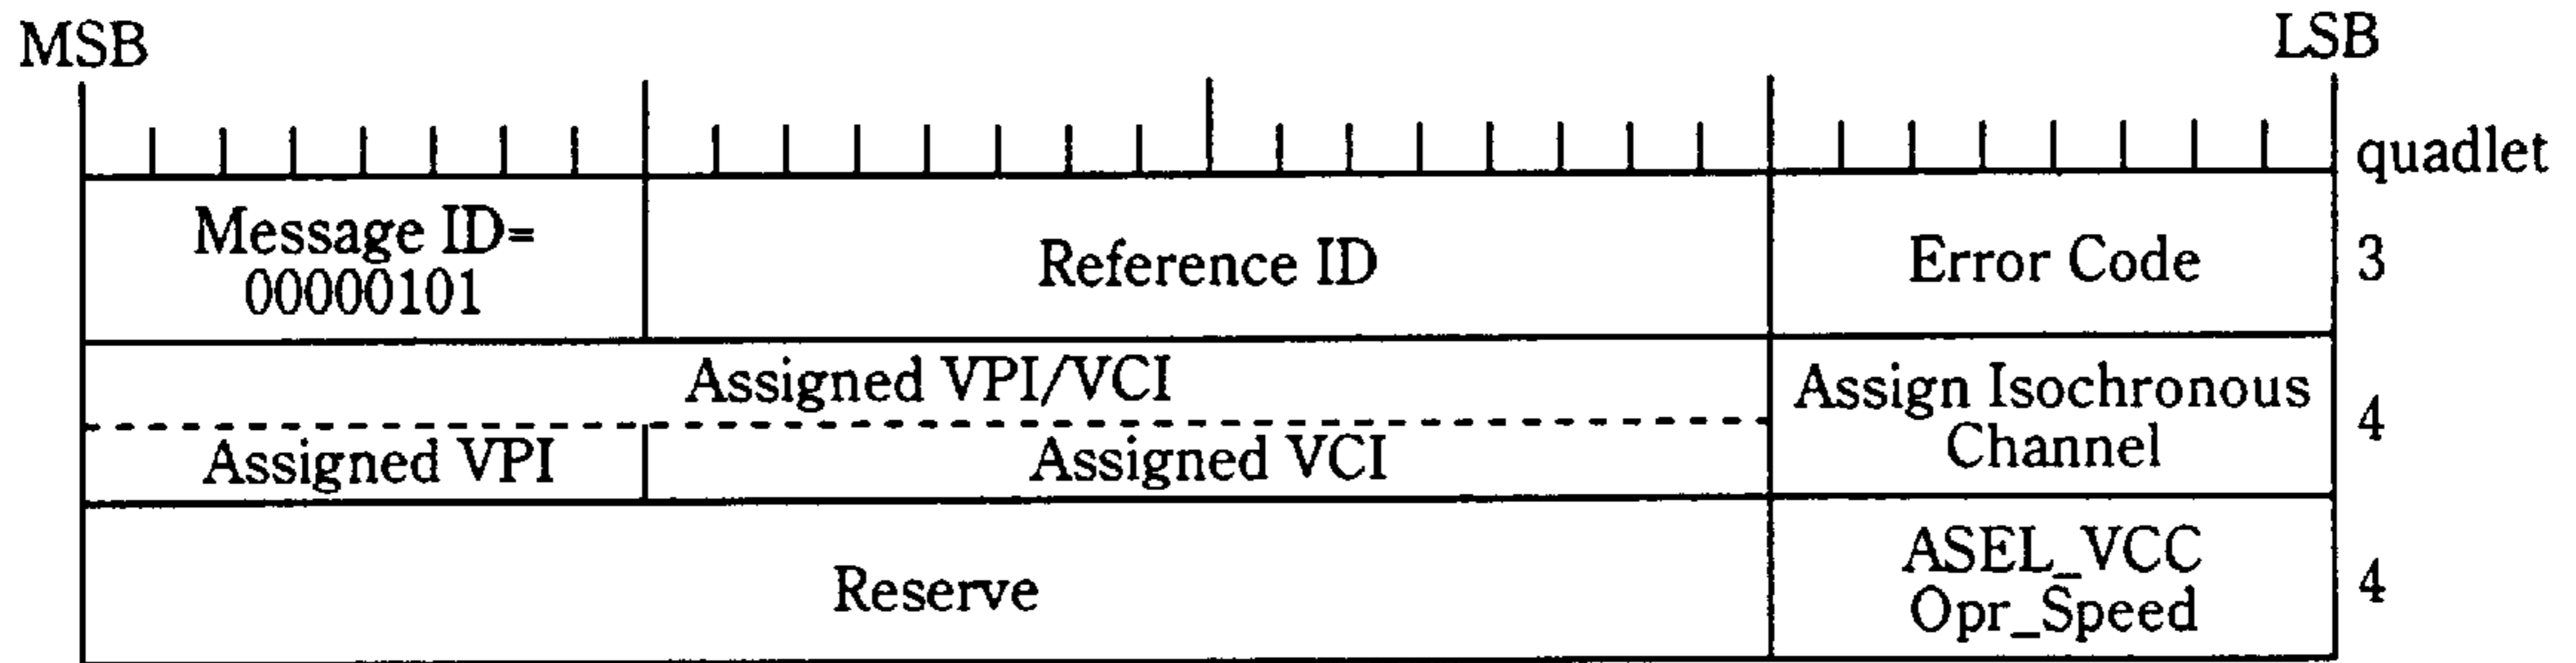 MSB
LSB
quadlet
Message ID=
00000101
Reference ID
Error Code
3
Assigned VPI/VCI
Assigned VPI
Assigned VCI
Assign Isochronous
Channel
4
Reserve
ASEL_VCC
Opr_Speed
4